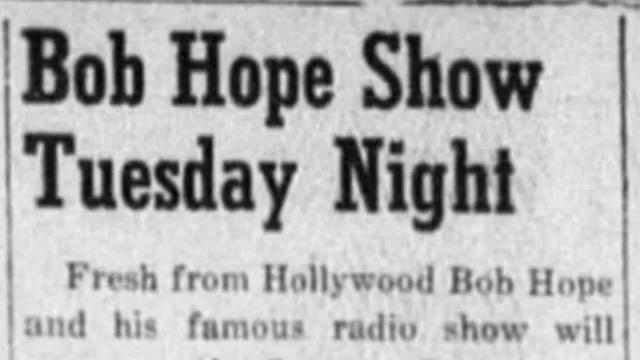 Bob Hope Show
Tuesday Night
Fresh from Hollywood Bob Hope
and his famous radio show will